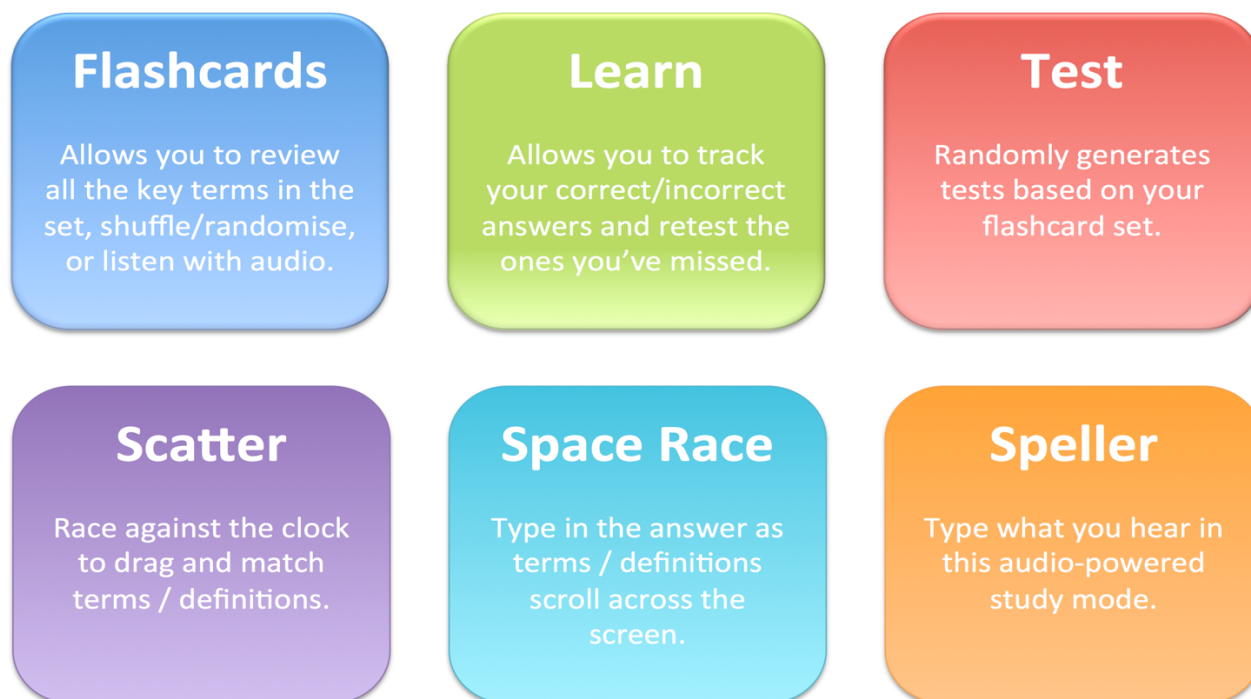 Flashcards
Allows you to review
all the key terms in the
set, shuffle/randomise,
or listen with audio.
Learn
Allows you to track
your correct/incorrect
answers and retest the
ones you’ve missed.
Test
Randomly generates
tests based on your
flashcard set.
Scatter
Race against the clock
to drag and match
terms / definitions.
Space Race
Type in the answer as
terms / definitions
scroll across the
screen.
Speller
Type what you hear in
this audio-powered
study mode.